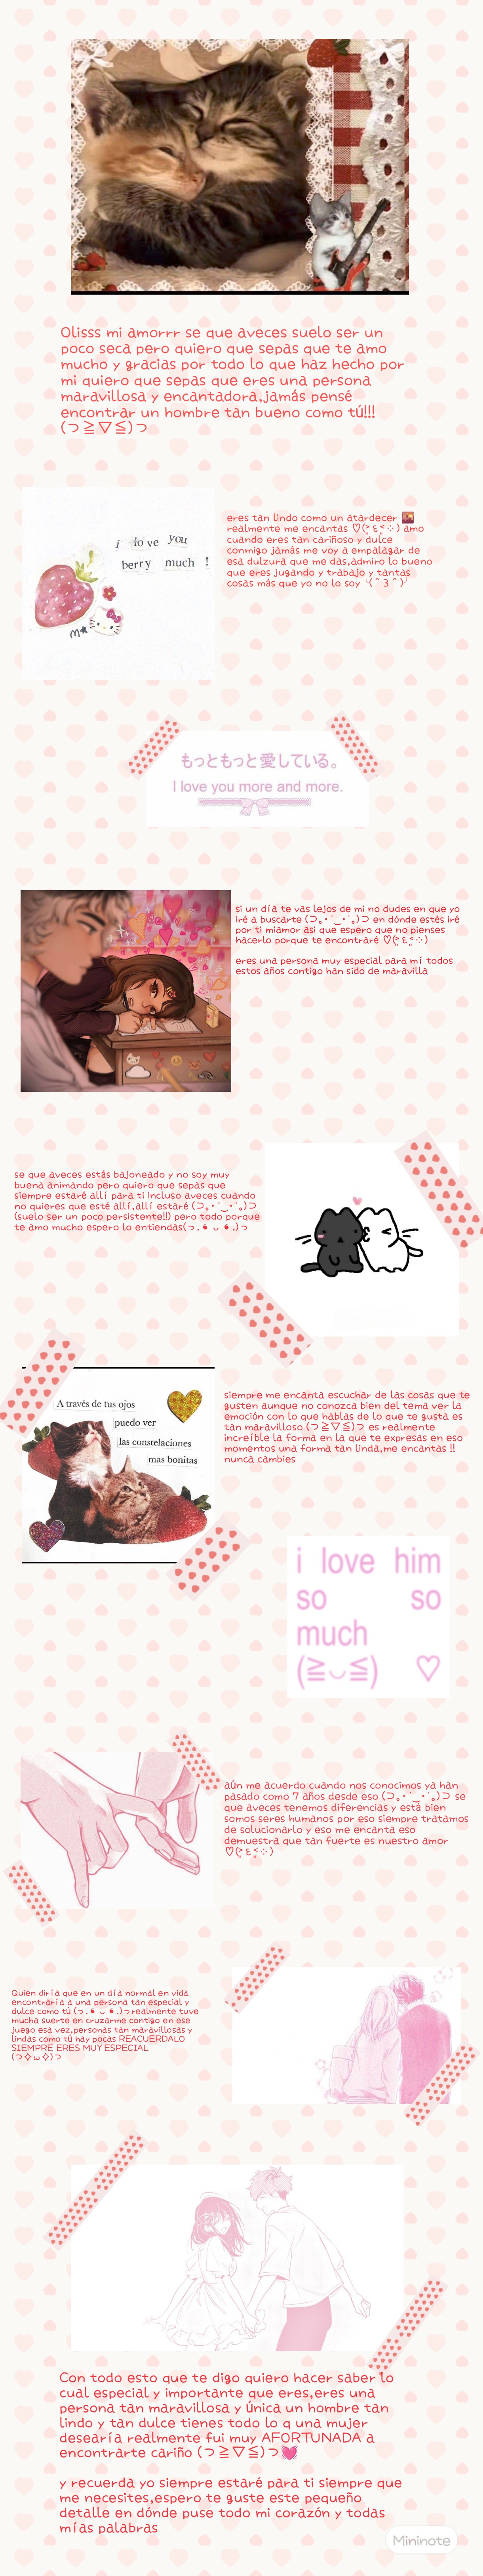 Olisss mi amorrr se que aveces suelo ser un
poco seca pero quiero que sepas que te amo
mucho y gracias por todo lo que haz hecho por
mi quiero que sepas que eres una persona
maravillosa y encantadora,jamás pensé
encontrar un hombre tan bueno como tú!!!
(っ≧▽≦)っ
i love you
berry much !
eres tan lindo como un atardecer 🌇
realmente me encantas ♡(˃͈ દ ˂͈ ༶ ) amo
cuando eres tan cariñoso y dulce
conmigo jamás me voy a empalagar de
esa dulzura que me das,admiro lo bueno
que eres jugando y trabajo y tantas
cosas más que yo no lo soy ╰(＾3＾)╯
もっともっと愛している。
I love you more and more.
si un día te vas lejos de mi no dudes en que yo
iré a buscarte (⊃｡•́‿•̀｡)⊃ en dónde estés iré
por ti miamor asi que espero que no pienses
hacerlo porque te encontraré ♡(˃͈ દ ˂͈ ༶ )
eres una persona muy especial para mí todos
estos años contigo han sido de maravilla
se que aveces estás bajoneado y no soy muy
buena animando pero quiero que sepas que
siempre estaré allí para ti incluso aveces cuando
no quieres que esté allí,allí estaré (⊃｡•́‿•̀｡)⊃
(suelo ser un poco persistente!!) pero todo porque
te amo mucho espero lo entiendas(っ.❛ ᴗ ❛.)っ
A través de tus ojos
puedo ver
las constelaciones
mas bonitas
siempre me encanta escuchar de las cosas que te
gusten aunque no conozca bien del tema ver la
emoción con lo que hablas de lo que te gusta es
tan maravilloso (っ≧▽≦)っ es realmente
increíble la forma en la que te expresas en eso
momentos una forma tan linda,me encantas !!
nunca cambies
i love him
so so
much
(≧◡≦) ♡
aún me acuerdo cuando nos conocimos ya han
pasado como 7 años desde eso (⊃｡•́‿•̀｡)⊃ se
que aveces tenemos diferencias y está bien
somos seres humanos por eso siempre tratamos
de solucionarlo y eso me encanta eso
demuestra que tan fuerte es nuestro amor
♡(˃͈ દ ˂͈ ༶ )
Quien diría que en un día normal en vida
encontraría a una persona tan especial y
dulce como tú (っ.❛ ᴗ ❛.)っrealmente tuve
mucha suerte en cruzarme contigo en ese
juego esa vez,personas tan maravillosas y
lindas como tú hay pocas REACUERDALO
SIEMPRE ERES MUY ESPECIAL
(⊃✧ω✧)⊃
Con todo esto que te digo quiero hacer saber lo
cual especial y importante que eres,eres una
persona tan maravillosa y única un hombre tan
lindo y tan dulce tienes todo lo q una mujer
desearía realmente fui muy AFORTUNADA a
encontrarte cariño (っ≧▽≦)っ💓
y recuerda yo siempre estaré para ti siempre que
me necesites,espero te guste este pequeño
detalle en dónde puse todo mi corazón y todas
mías palabras
Mininote